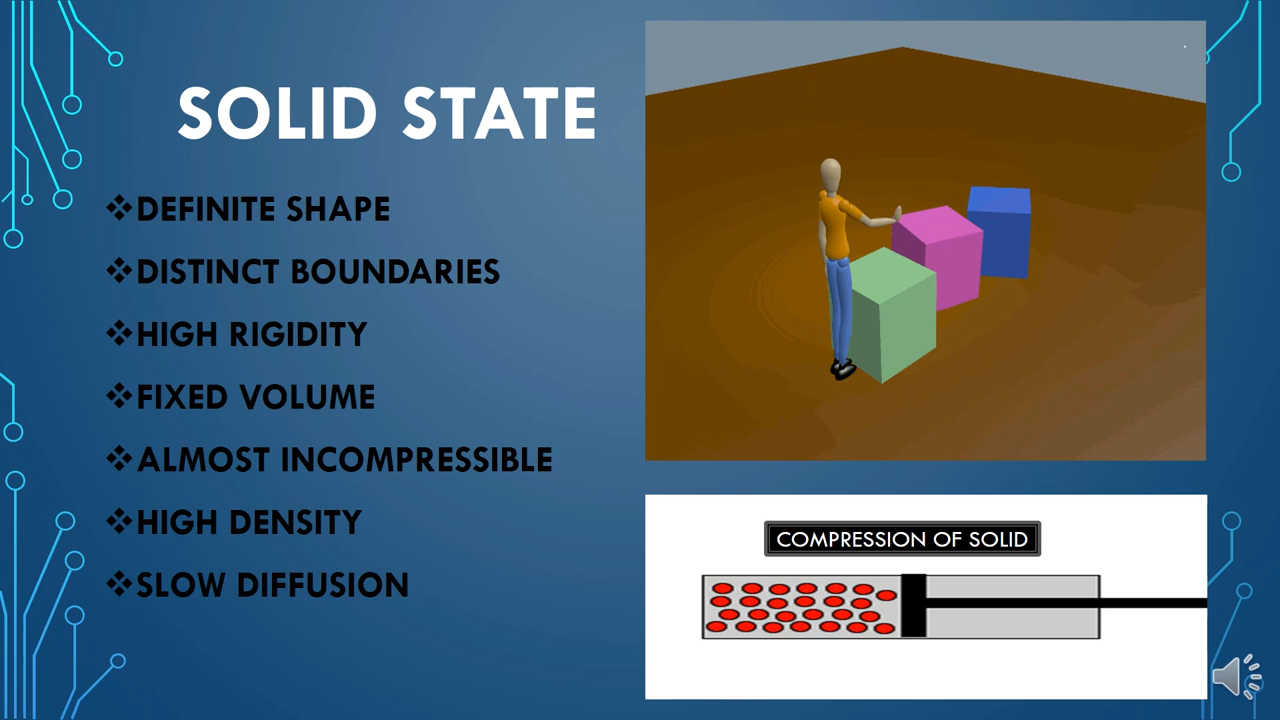 SOLID STATE
❖DEFINITE SHAPE
❖DISTINCT BOUNDARIES
❖HIGH RIGIDITY
❖FIXED VOLUME
❖ALMOST INCOMPRESSIBLE
❖HIGH DENSITY
❖SLOW DIFFUSION
COMPRESSION OF SOLID